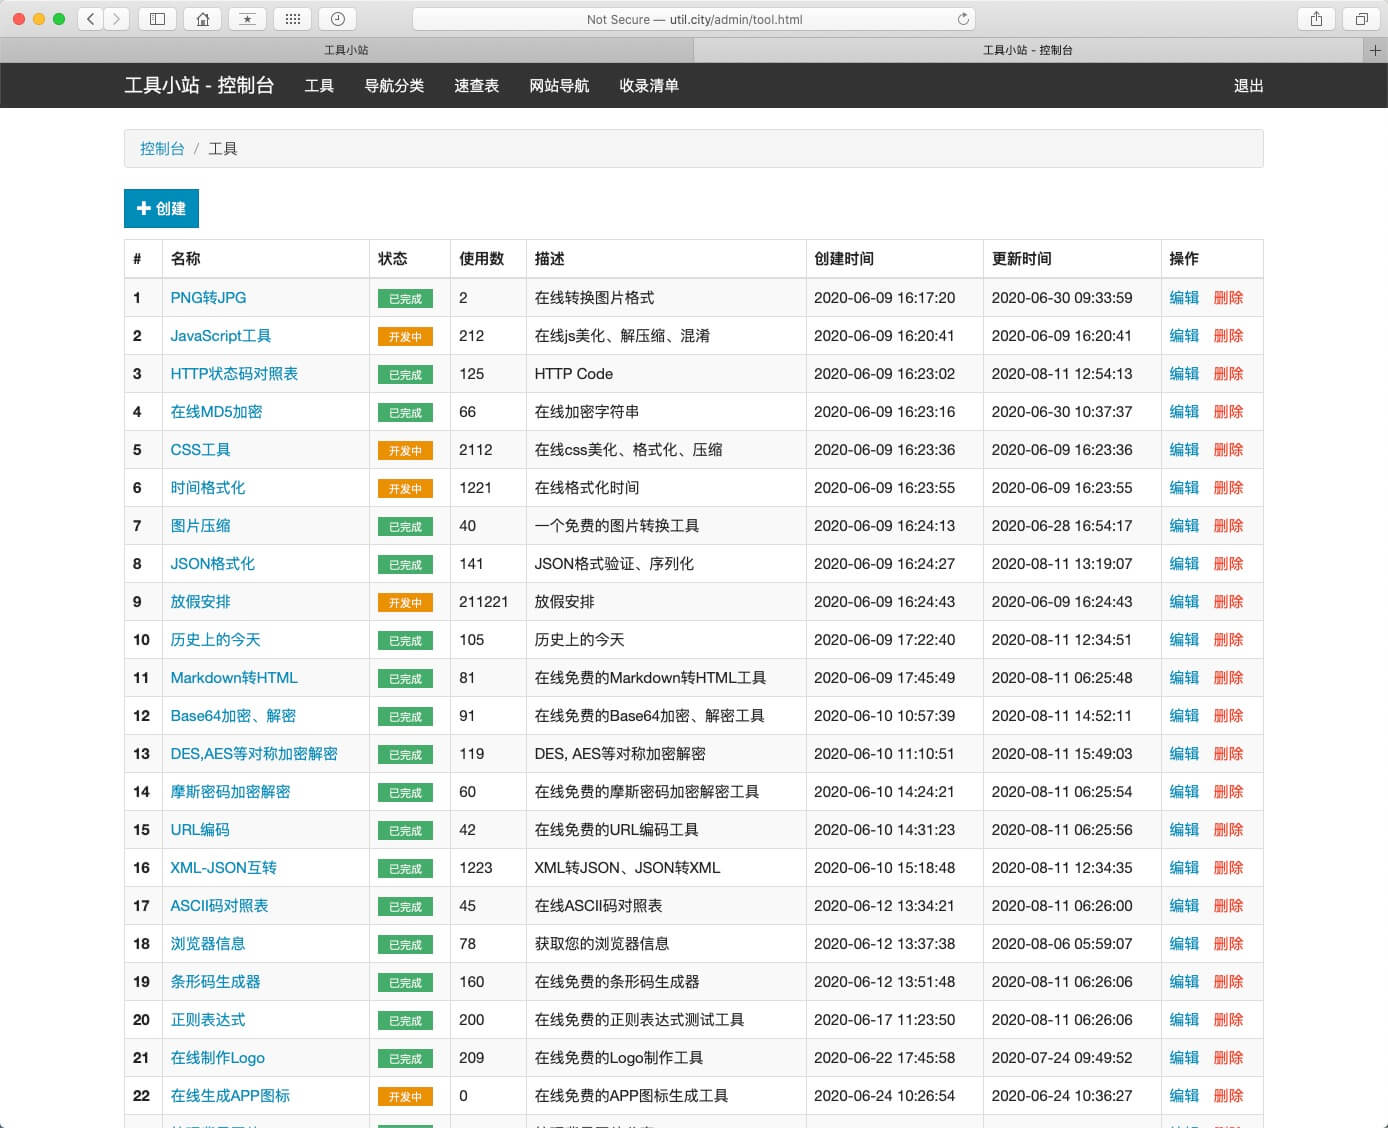 Not Secure — util.city/admin/tool.html
工具小站
工具小站 - 控制台
工具小站 - 控制台 工具 导航分类 速查表 网站导航 收录清单 退出
控制台 / 工具
创建
# 名称 状态 使用数 描述 创建时间 更新时间 操作
1 PNG转JPG 已完成 2 在线转换图片格式 2020-06-09 16:17:20 2020-06-30 09:33:59 编辑 删除
2 JavaScript工具 开发中 212 在线js美化、解压缩、混淆 2020-06-09 16:20:41 2020-06-09 16:20:41 编辑 删除
3 HTTP状态码对照表 已完成 125 HTTP Code 2020-06-09 16:23:02 2020-08-11 12:54:13 编辑 删除
4 在线MD5加密 已完成 66 在线加密字符串 2020-06-09 16:23:16 2020-06-30 10:37:37 编辑 删除
5 CSS工具 开发中 2112 在线css美化、格式化、压缩 2020-06-09 16:23:36 2020-06-09 16:23:36 编辑 删除
6 时间格式化 开发中 1221 在线格式化时间 2020-06-09 16:23:55 2020-06-09 16:23:55 编辑 删除
7 图片压缩 已完成 40 一个免费的图片转换工具 2020-06-09 16:24:13 2020-06-28 16:54:17 编辑 删除
8 JSON格式化 已完成 141 JSON格式验证、序列化 2020-06-09 16:24:27 2020-08-11 13:19:07 编辑 删除
9 放假安排 开发中 211221 放假安排 2020-06-09 16:24:43 2020-06-09 16:24:43 编辑 删除
10 历史上的今天 已完成 105 历史上的今天 2020-06-09 17:22:40 2020-08-11 12:34:51 编辑 删除
11 Markdown转HTML 已完成 81 在线免费的Markdown转HTML工具 2020-06-09 17:45:49 2020-08-11 06:25:48 编辑 删除
12 Base64加密、解密 已完成 91 在线免费的Base64加密、解密工具 2020-06-10 10:57:39 2020-08-11 14:52:11 编辑 删除
13 DES,AES等对称加密解密 已完成 119 DES, AES等对称加密解密 2020-06-10 11:10:51 2020-08-11 15:49:03 编辑 删除
14 摩斯密码加密解密 已完成 60 在线免费的摩斯密码加密解密工具 2020-06-10 14:24:21 2020-08-11 06:25:54 编辑 删除
15 URL编码 已完成 42 在线免费的URL编码工具 2020-06-10 14:31:23 2020-08-11 06:25:56 编辑 删除
16 XML-JSON互转 已完成 1223 XML转JSON、JSON转XML 2020-06-10 15:18:48 2020-08-11 12:34:35 编辑 删除
17 ASCII码对照表 已完成 45 在线ASCII码对照表 2020-06-12 13:34:21 2020-08-11 06:26:00 编辑 删除
18 浏览器信息 已完成 78 获取您的浏览器信息 2020-06-12 13:37:38 2020-08-06 05:59:07 编辑 删除
19 条形码生成器 已完成 160 在线免费的条形码生成器 2020-06-12 13:51:48 2020-08-11 06:26:06 编辑 删除
20 正则表达式 已完成 200 在线免费的正则表达式测试工具 2020-06-17 11:23:50 2020-08-11 06:26:06 编辑 删除
21 在线制作Logo 已完成 209 在线免费的Logo制作工具 2020-06-22 17:45:58 2020-07-24 09:49:52 编辑 删除
22 在线生成APP图标 开发中 0 在线免费的APP图标生成工具 2020-06-24 10:26:54 2020-06-24 10:36:27 编辑 删除